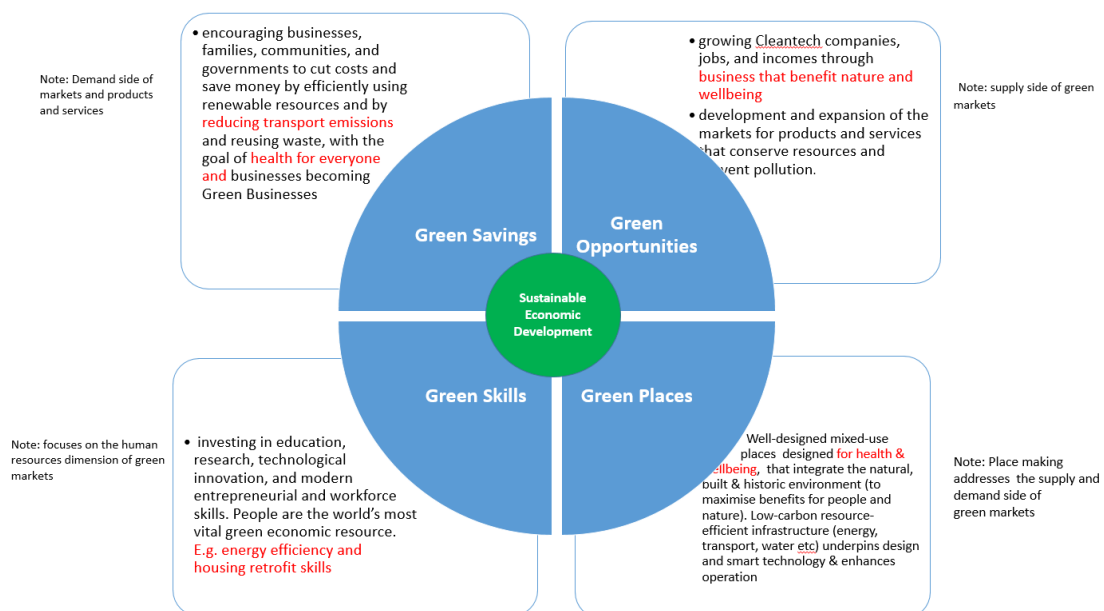 Note: Demand side of
markets and products
and services
• encouraging businesses,
families, communities, and
governments to cut costs and
save money by efficiently using
renewable resources and by
reducing transport emissions
and reusing waste, with the
goal of health for everyone
and businesses becoming
Green Businesses
• growing Cleantech companies,
jobs, and incomes through
business that benefit nature and
wellbeing
• development and expansion of the
markets for products and services
that conserve resources and
vent pollution.
Note: supply side of green
markets
Green Savings
Green
Opportunities
Sustainable
Economic
Development
Green Skills
Green Places
Note: focuses on the human
resources dimension of green
markets
• investing in education,
research, technological
innovation, and modern
entrepreneurial and workforce
skills. People are the world’s most
vital green economic resource.
E.g. energy efficiency and
housing retrofit skills
Well-designed mixed-use
places designed for health &
ellbeing, that integrate the natural,
built & historic environment (to
maximise benefits for people and
nature). Low-carbon resource-
efficient infrastructure (energy,
transport, water etc) underpins design
and smart technology & enhances
operation
Note: Place making
addresses the supply and
demand side of
green markets